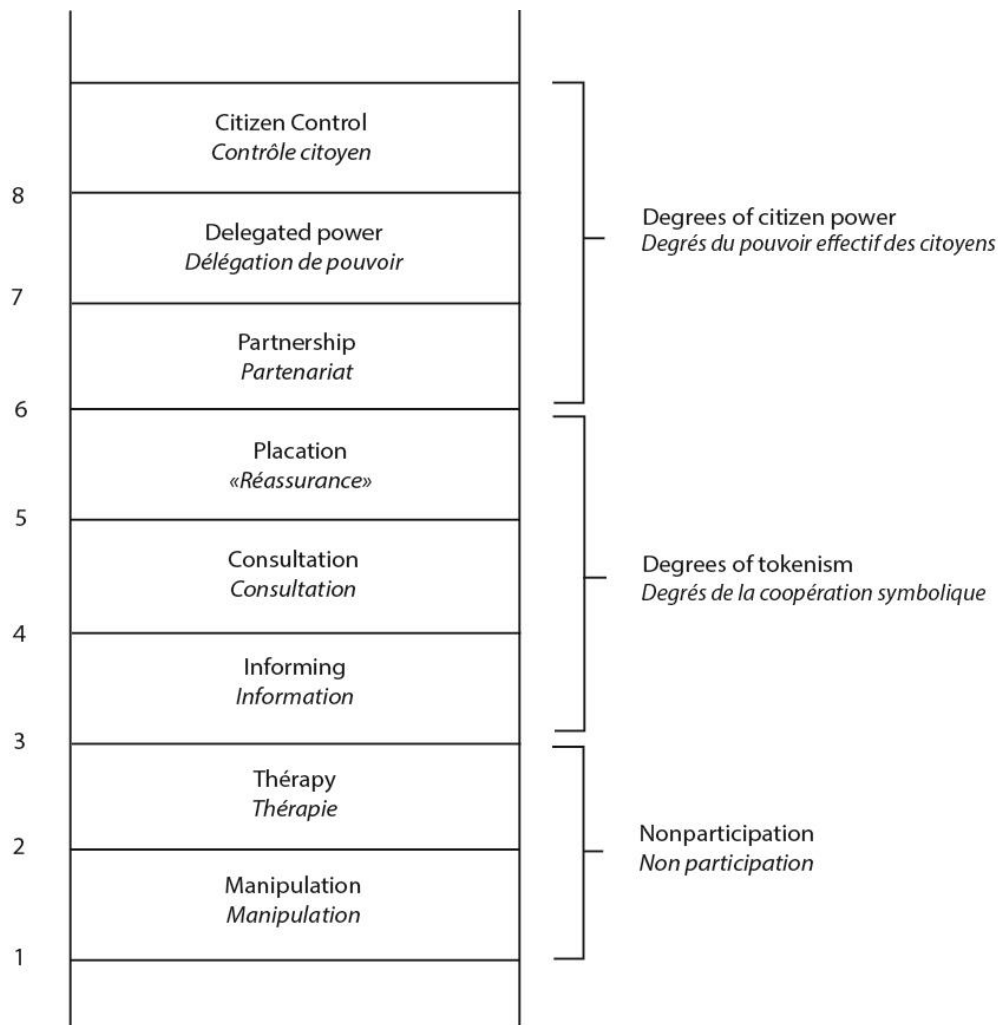 Citizen Control
Contrôle citoyen
8
Delegated power
Délégation de pouvoir
Degrees of citizen power
Degrés du pouvoir effectif des citoyens
7
Partnership
Partenariat
6
Placation
«Réassurance»
5
Consultation
Consultation
Degrees of tokenism
Degrés de la coopération symbolique
4
Informing
Information
3
Thérapy
Thérapie
2
Nonparticipation
Non participation
Manipulation
Manipulation
1